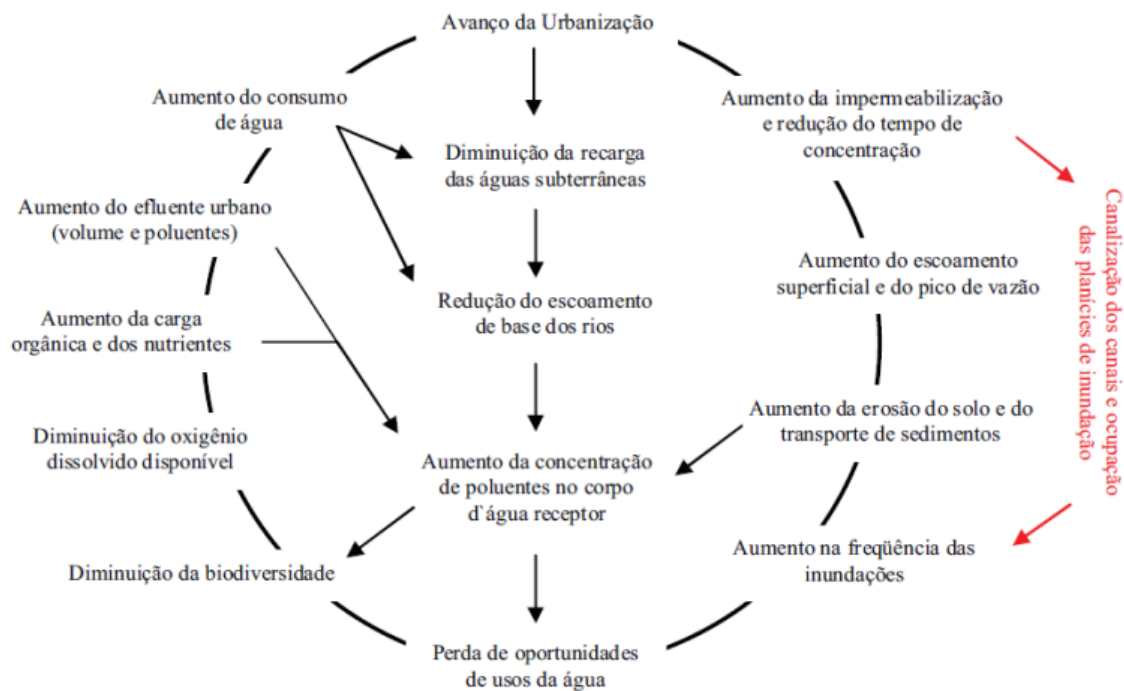 Avanço da Urbanização
Aumento do consumo
de água
Aumento da impermeabilização
e redução do tempo de
concentração
Diminuição da recarga
das águas subterrâneas
Canalização dos canais e ocupação
das planícies de inundação
Aumento do efluente urbano
(volume e poluentes)
Aumento do escoamento
superficial e do pico de vazão
Redução do escoamento
de base dos rios
Aumento da carga
orgânica e dos nutrientes
Aumento da erosão do solo e do
transporte de sedimentos
Diminuição do oxigênio
dissolvido disponível
Aumento da concentração
de poluentes no corpo
d`água receptor
Aumento na freqüência das
inundações
Diminuição da biodiversidade
Perda de oportunidades
de usos da água